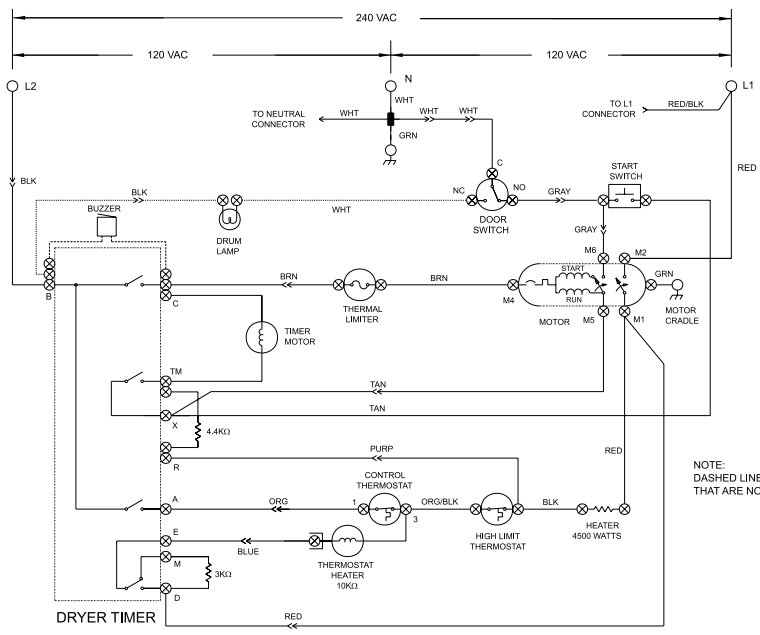 240 VAC
120 VAC
120 VAC
L2
N
L1
WHT
TO NEUTRAL
CONNECTOR
WHT
WHT
WHT
GRN
TO L1
CONNECTOR
RED/BLK
RED
BLK
BUZZER
BLK
DRUM
LAMP
WHT
C
NC
NO
DOOR
SWITCH
GRAY
START
SWITCH
GRAY
M6
M2
B
C
BRN
THERMAL
LIMITER
BRN
M4
START
RUN
MOTOR
M5
M1
GRN
MOTOR
CRADLE
TIMER
MOTOR
TM
TAN
X
TAN
4.4KΩ
R
PURP
RED
NOTE:
DASHED LINE
THAT ARE NO
A
ORG
CONTROL
THERMOSTAT
1
3
ORG/BLK
HIGH LIMIT
THERMOSTAT
BLK
HEATER
4500 WATTS
E
BLUE
THERMOSTAT
HEATER
10KΩ
M
3KΩ
D
DRYER TIMER
RED